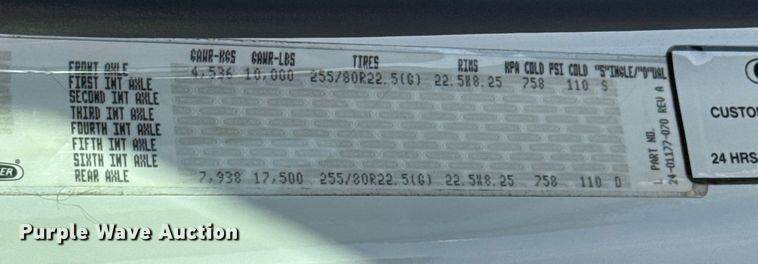 GAWR-KGS GAWR-LBS TIRES RIMS KPA COLD PSI COLD "S"INGLE/"D"UAL
FRONT AXLE 4,536 10,000 255/80R22.5(G) 22.5X8.25 758 110 S
FIRST INT AXLE
SECOND INT AXLE
THIRD INT AXLE
FOURTH INT AXLE
FIFTH INT AXLE
SIXTH INT AXLE
REAR AXLE 7,938 17,500 255/80R22.5(G) 22.5X8.25 758 110 D
PART NO.
24-01177-070 REV A
CUSTO
24 HRS
Purple Wave Auction